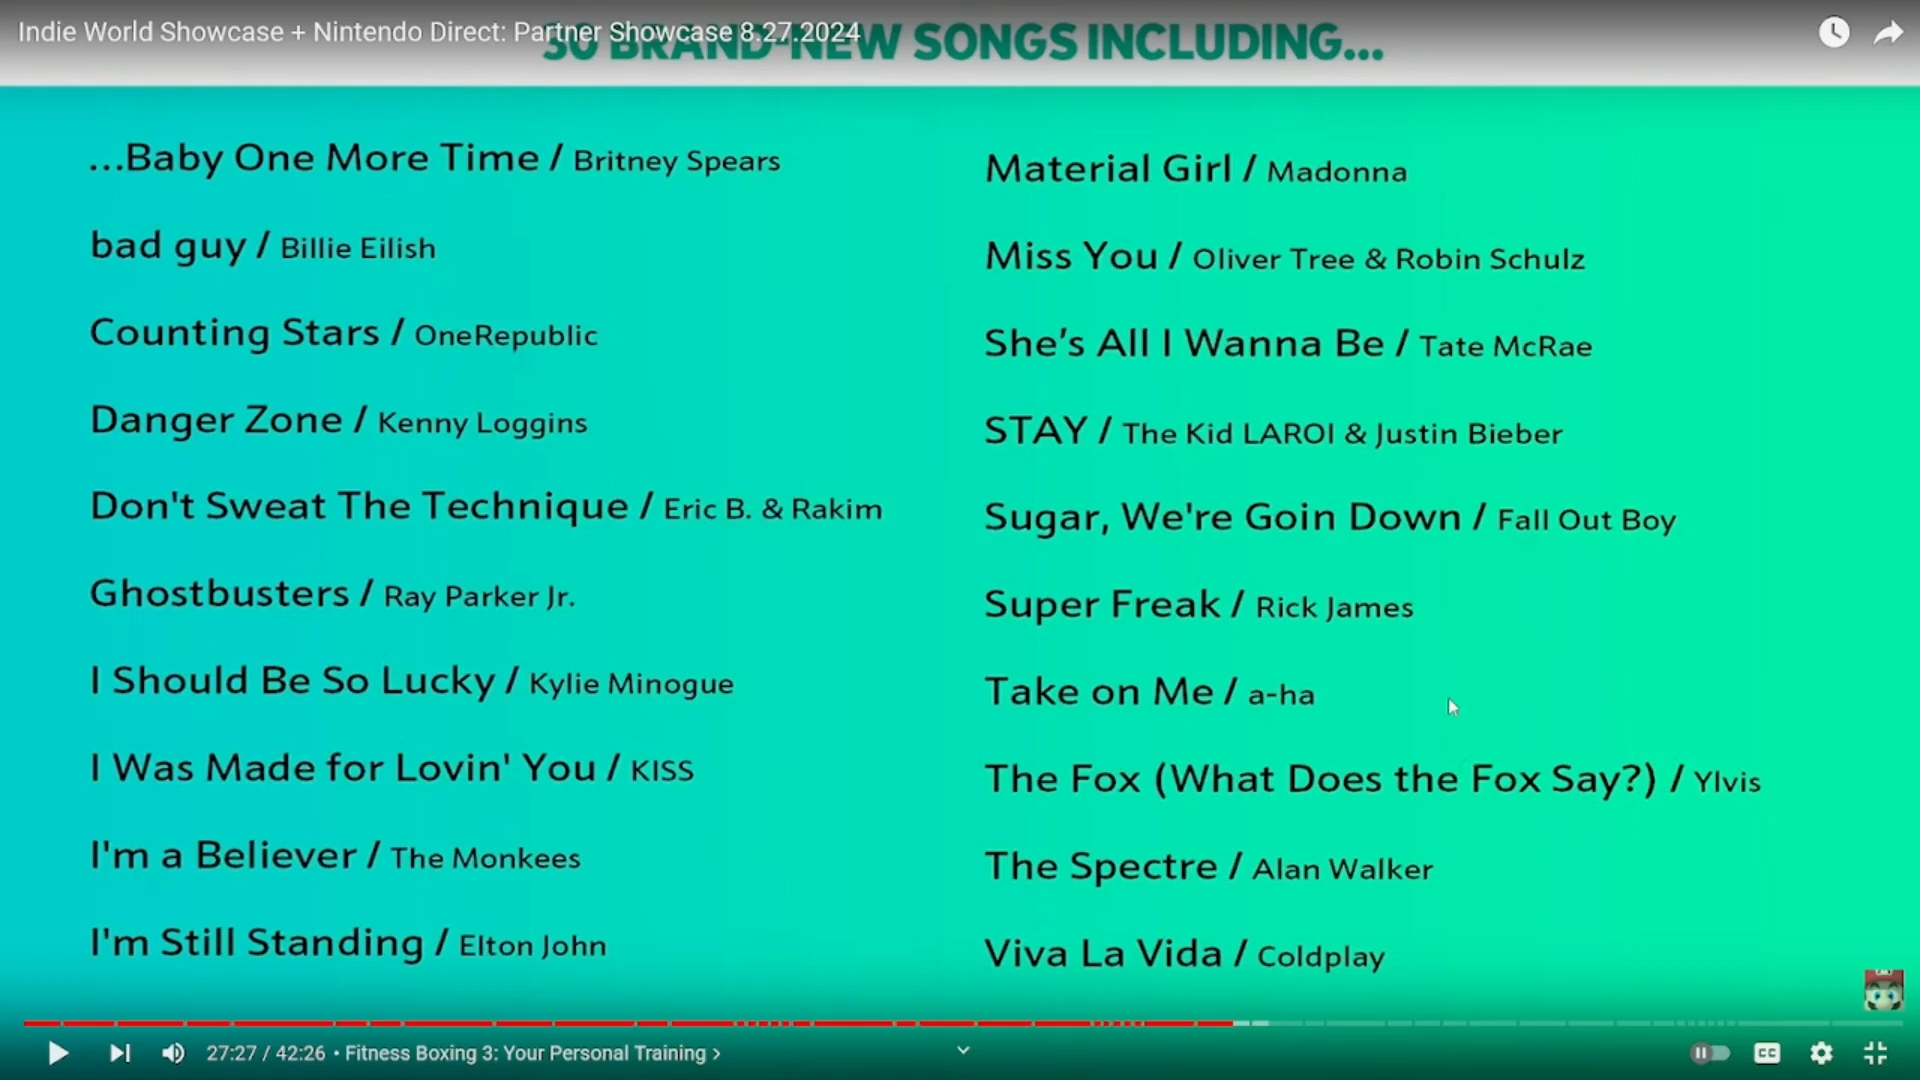 Indie World Showcase + Nintendo Direct: Partner Showcase 8.27.2024
30 BRAND-NEW SONGS INCLUDING...
...Baby One More Time / Britney Spears
bad guy / Billie Eilish
Counting Stars / OneRepublic
Danger Zone / Kenny Loggins
Don't Sweat The Technique / Eric B. & Rakim
Ghostbusters / Ray Parker Jr.
I Should Be So Lucky / Kylie Minogue
I Was Made for Lovin' You / KISS
I'm a Believer / The Monkees
I'm Still Standing / Elton John
Material Girl / Madonna
Miss You / Oliver Tree & Robin Schulz
She's All I Wanna Be / Tate McRae
STAY / The Kid LAROI & Justin Bieber
Sugar, We're Goin Down / Fall Out Boy
Super Freak / Rick James
Take on Me / a-ha
The Fox (What Does the Fox Say?) / Ylvis
The Spectre / Alan Walker
Viva La Vida / Coldplay
27:27 / 42:26 • Fitness Boxing 3: Your Personal Training >
CC